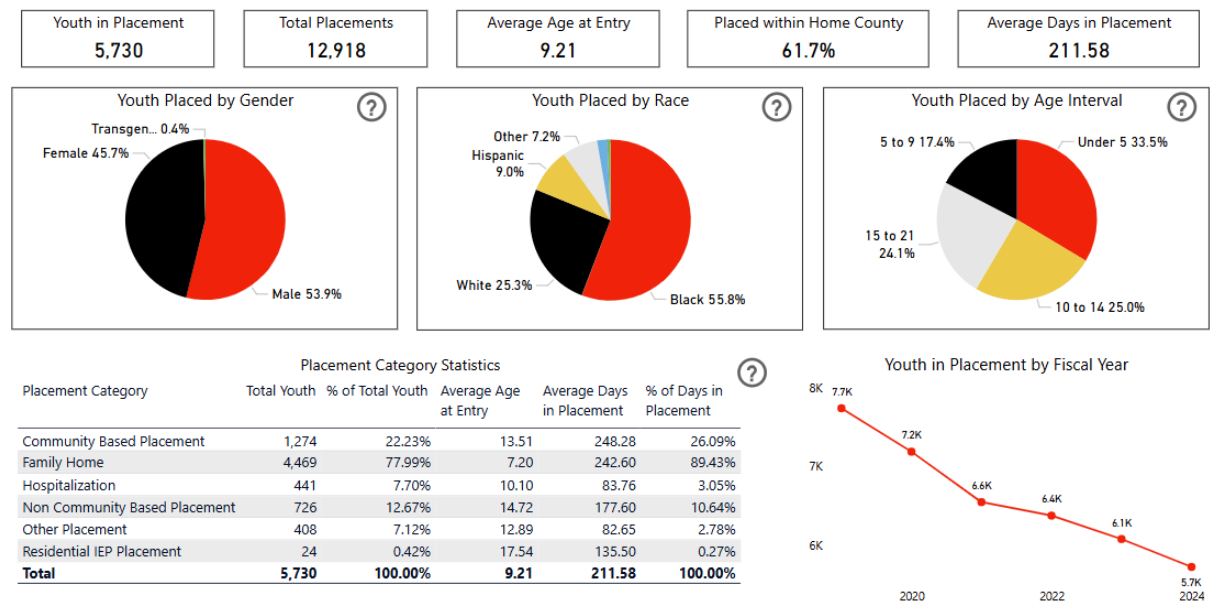 Youth in Placement
5,730
Total Placements
12,918
Average Age at Entry
9.21
Placed within Home County
61.7%
Average Days in Placement
211.58
Youth Placed by Gender
?
Transgen... 0.4%
Female 45.7%
Male 53.9%
Youth Placed by Race
?
Other 7.2%
Hispanic
9.0%
White 25.3%
Black 55.8%
Youth Placed by Age Interval
?
5 to 9 17.4%
Under 5 33.5%
15 to 21
24.1%
10 to 14 25.0%
Placement Category Statistics
?
Placement Category Total Youth % of Total Youth Average Age at Entry Average Days in Placement % of Days in Placement
Community Based Placement 1,274 22.23% 13.51 248.28 26.09%
Family Home 4,469 77.99% 7.20 242.60 89.43%
Hospitalization 441 7.70% 10.10 83.76 3.05%
Non Community Based Placement 726 12.67% 14.72 177.60 10.64%
Other Placement 408 7.12% 12.89 82.65 2.78%
Residential IEP Placement 24 0.42% 17.54 135.50 0.27%
Total 5,730 100.00% 9.21 211.58 100.00%
Youth in Placement by Fiscal Year
8K
7K
6K
7.7K
7.2K
6.6K
6.4K
6.1K
5.7K
2020
2022
2024